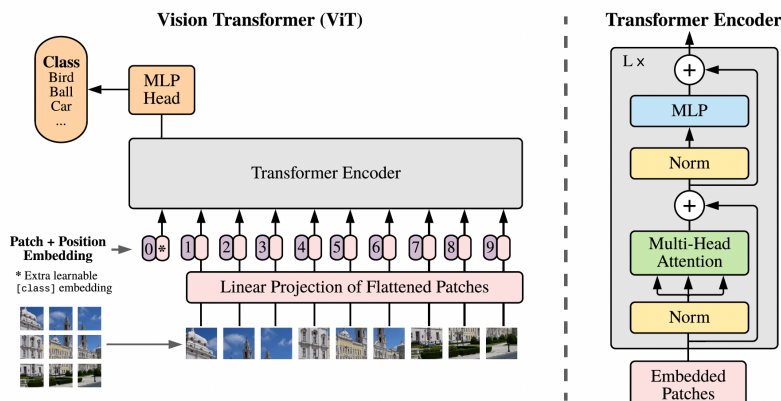 Vision Transformer (ViT)
Class
Bird
Ball
Car
...
MLP
Head
Transformer Encoder
Patch + Position
Embedding
0 * 1 2 3 4 5 6 7 8 9
* Extra learnable
[class] embedding
Linear Projection of Flattened Patches
Transformer Encoder
L x
+
MLP
Norm
+
Multi-Head
Attention
Norm
Embedded
Patches